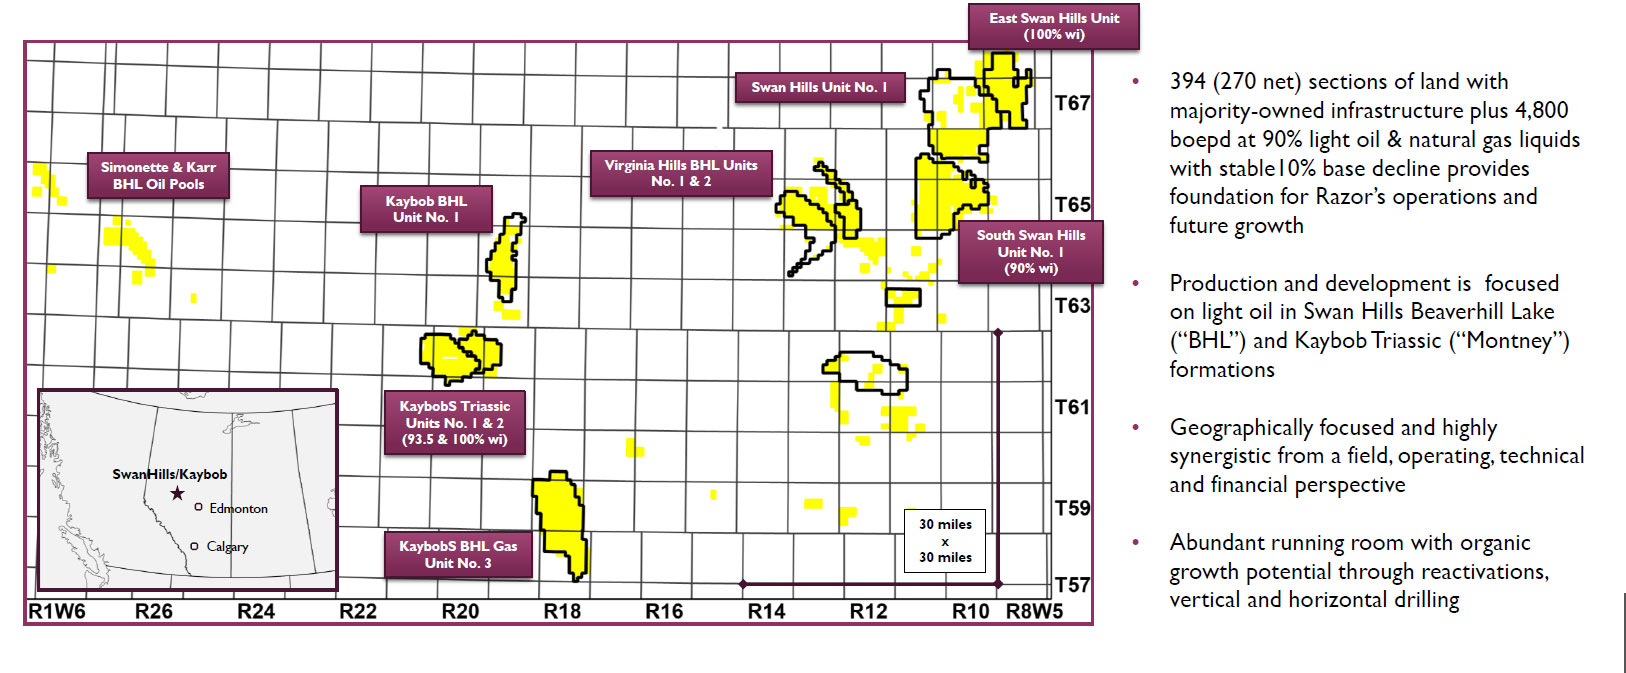 East Swan Hills Unit
(100% wi)
Swan Hills Unit No. 1
T67
Simonette & Karr
BHL Oil Pools
Virginia Hills BHL Units
No. 1 & 2
Kaybob BHL
Unit No. 1
T65
South Swan Hills
Unit No. 1
(90% wi)
T63
KaybobS Triassic
Units No. 1 & 2
(93.5 & 100% wi)
T61
SwanHills/Kaybob
Edmonton
Calgary
KaybobS BHL Gas
Unit No. 3
30 miles
x
30 miles
T59
T57
R1W6 R26 R24 R22 R20 R18 R16 R14 R12 R10 R8W5
• 394 (270 net) sections of land with
majority-owned infrastructure plus 4,800
boepd at 90% light oil & natural gas liquids
with stable10% base decline provides
foundation for Razor’s operations and
future growth
• Production and development is  focused
on light oil in Swan Hills Beaverhill Lake
(“BHL”) and Kaybob Triassic (“Montney”)
formations
• Geographically focused and highly
synergistic from a field, operating, technical
and financial perspective
• Abundant running room with organic
growth potential through reactivations,
vertical and horizontal drilling